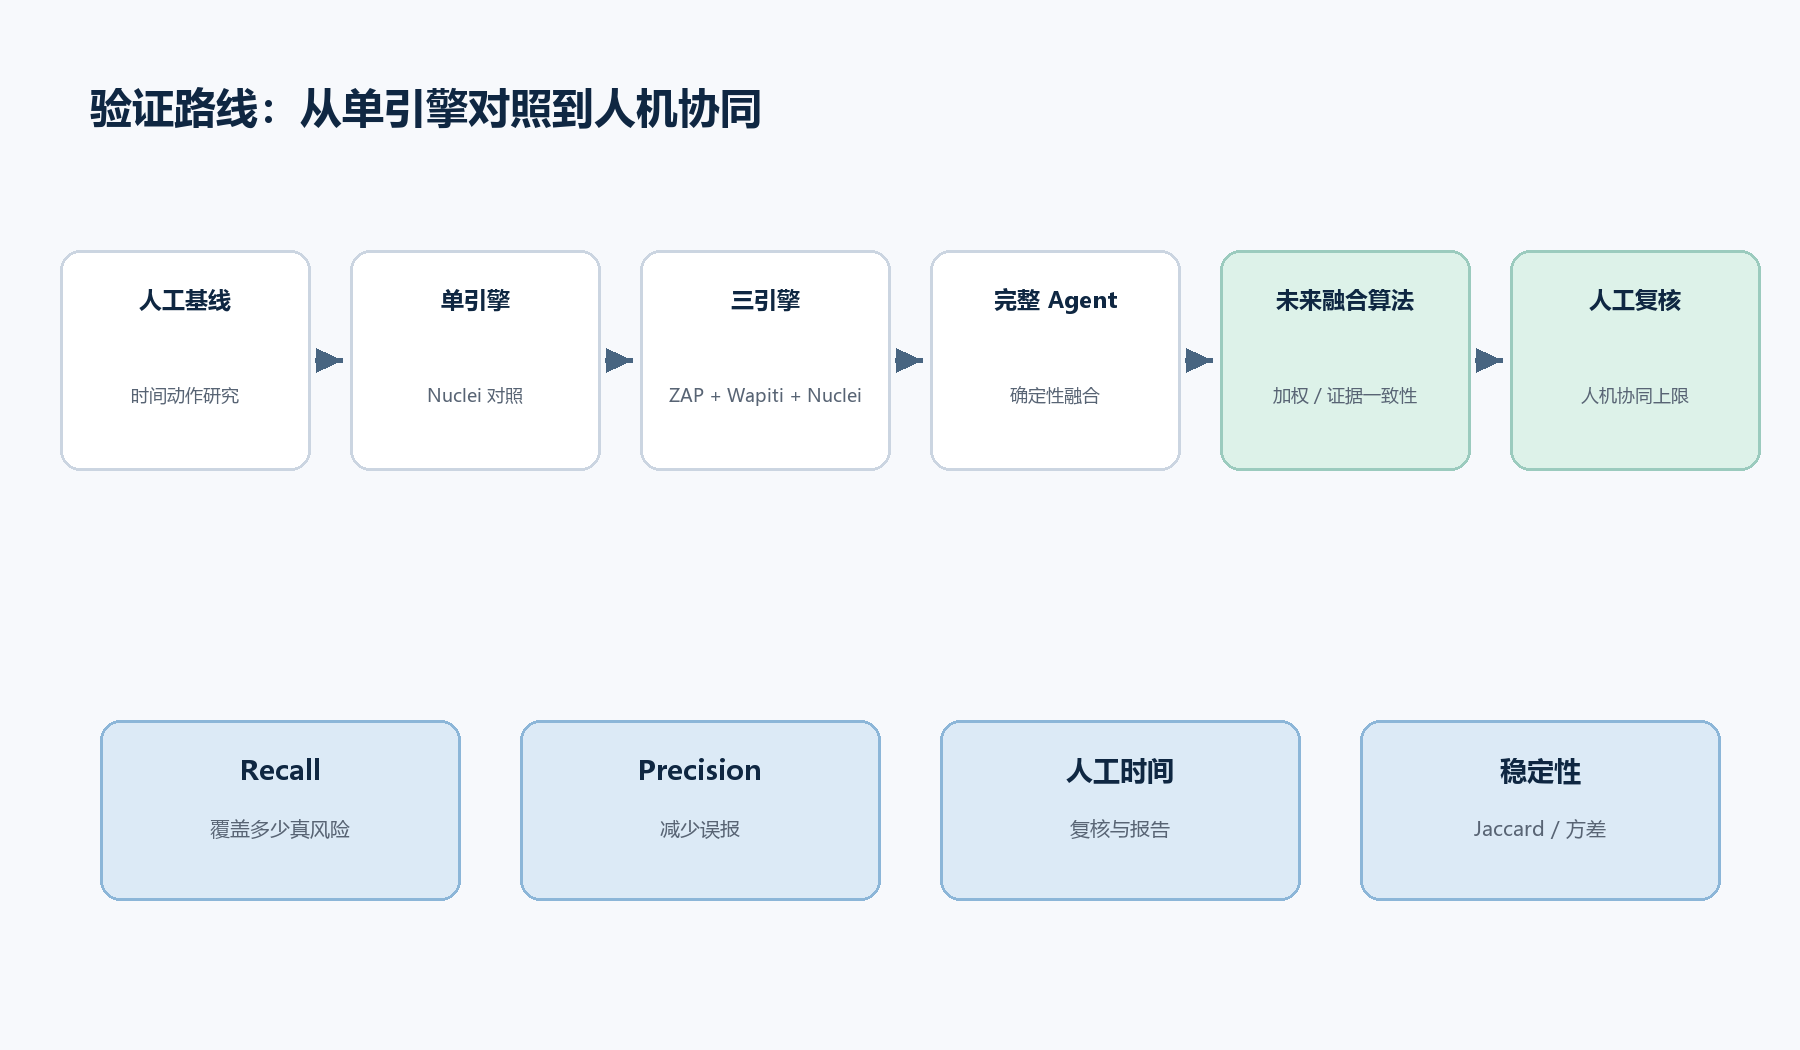 验证路线：从单引擎对照到人机协同
人工基线
时间动作研究
单引擎
Nuclei 对照
三引擎
ZAP + Wapiti + Nuclei
完整 Agent
确定性融合
未来融合算法
加权 / 证据一致性
人工复核
人机协同上限
Recall
覆盖多少真风险
Precision
减少误报
人工时间
复核与报告
稳定性
Jaccard / 方差